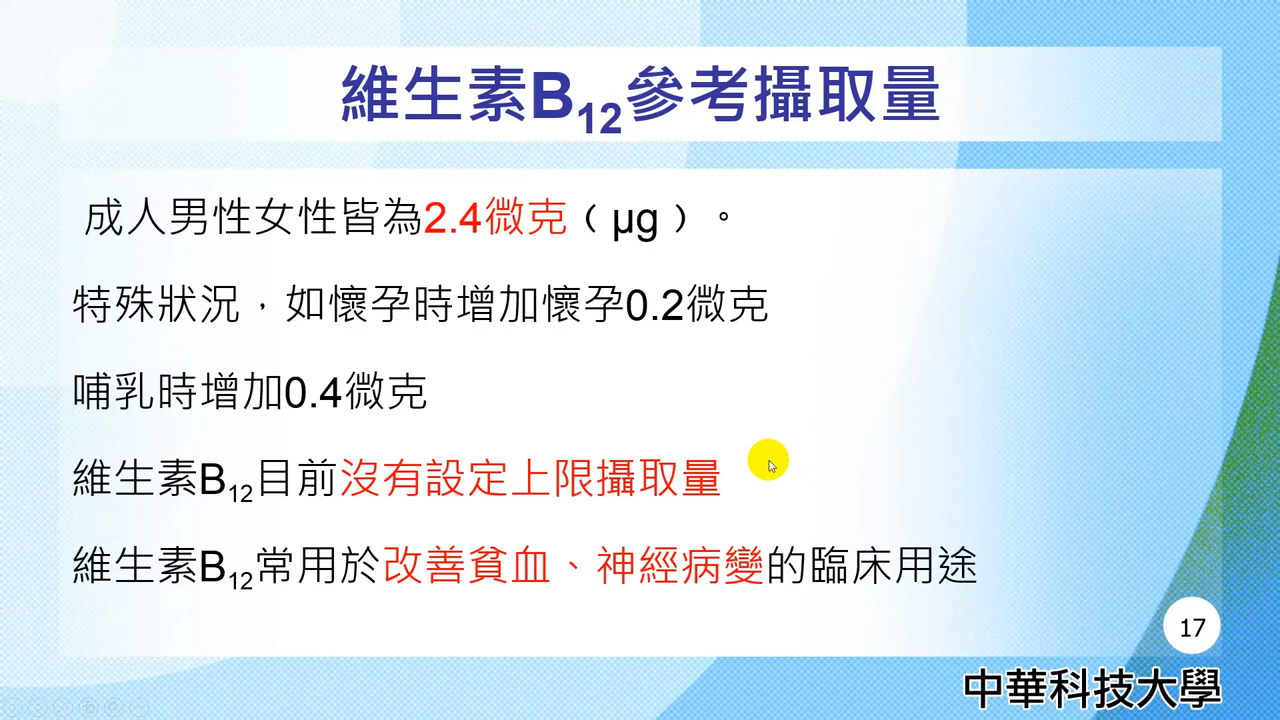 維生素B12參考攝取量
成人男性女性皆為2.4微克（μg）。
特殊狀況，如懷孕時增加懷孕0.2微克
哺乳時增加0.4微克
維生素B12目前沒有設定上限攝取量
維生素B12常用於改善貧血、神經病變的臨床用途
17
中華科技大學